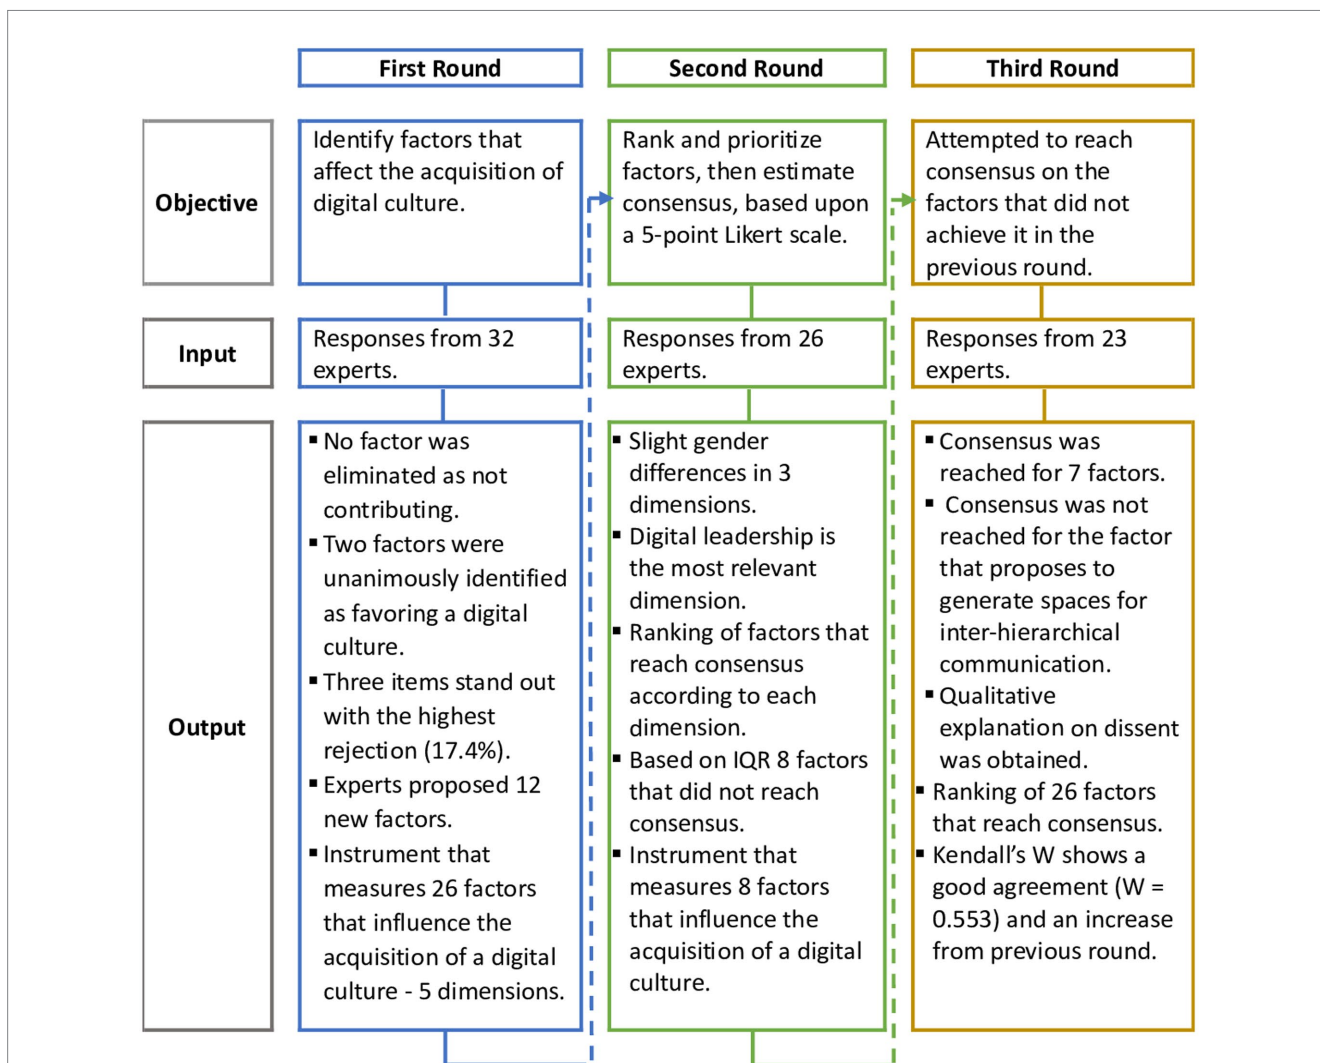 First Round
Second Round
Third Round
Objective
Identify factors that
affect the acquisition of
digital culture.
Rank and prioritize
factors, then estimate
consensus, based upon
a 5-point Likert scale.
Attempted to reach
consensus on the
factors that did not
achieve it in the
previous round.
Input
Responses from 32
experts.
Responses from 26
experts.
Responses from 23
experts.
Output
▪ No factor was
eliminated as not
contributing.
▪ Two factors were
unanimously identified
as favoring a digital
culture.
▪ Three items stand out
with the highest
rejection (17.4%).
▪ Experts proposed 12
new factors.
▪ Instrument that
measures 26 factors
that influence the
acquisition of a digital
culture - 5 dimensions.
▪ Slight gender
differences in 3
dimensions.
▪ Digital leadership is
the most relevant
dimension.
▪ Ranking of factors that
reach consensus
according to each
dimension.
▪ Based on IQR 8 factors
that did not reach
consensus.
▪ Instrument that
measures 8 factors
that influence the
acquisition of a digital
culture.
▪ Consensus was
reached for 7 factors.
▪ Consensus was not
reached for the factor
that proposes to
generate spaces for
inter-hierarchical
communication.
▪ Qualitative
explanation on dissent
was obtained.
▪ Ranking of 26 factors
that reach consensus.
▪ Kendall’s W shows a
good agreement (W =
0.553) and an increase
from previous round.